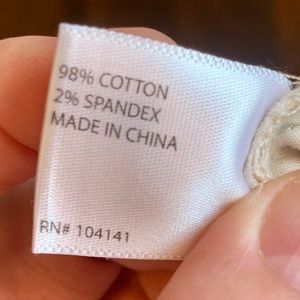 98% COTTON
2% SPANDEX
MADE IN CHINA
RN# 104141